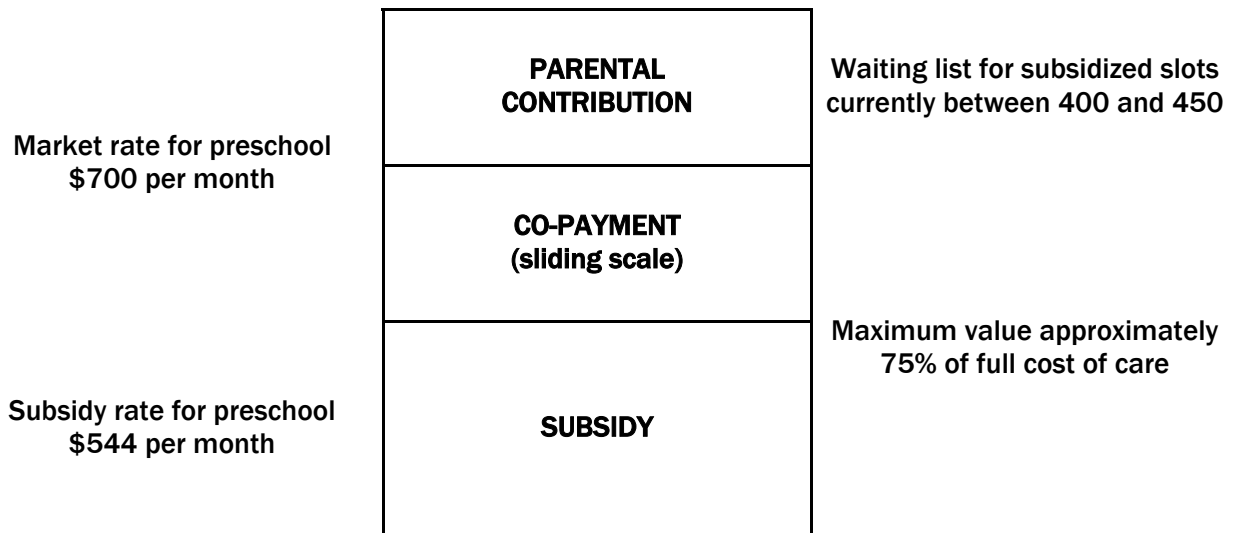 PARENTAL
CONTRIBUTION
Waiting list for subsidized slots
currently between 400 and 450
Market rate for preschool
$700 per month
CO-PAYMENT
(sliding scale)
Maximum value approximately
75% of full cost of care
Subsidy rate for preschool
$544 per month
SUBSIDY